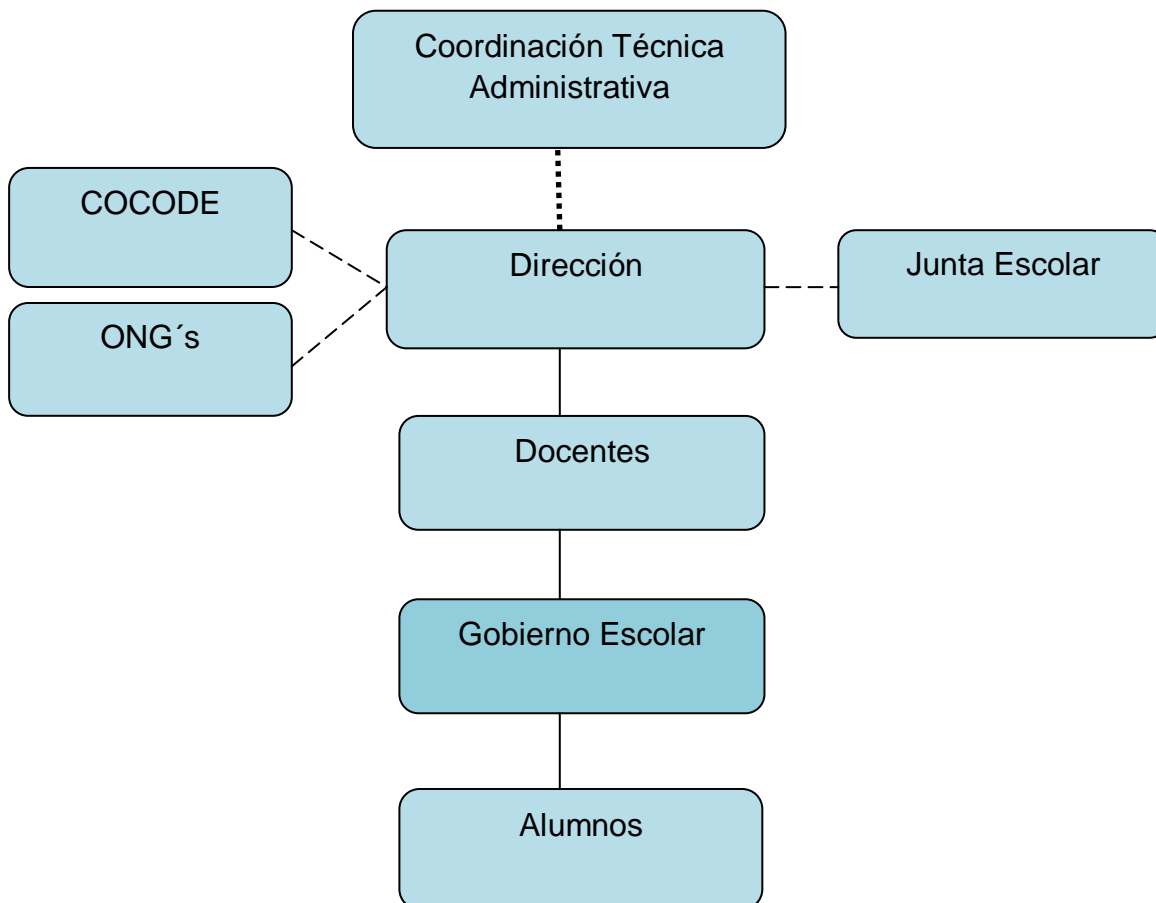 Coordinación Técnica
Administrativa
COCODE
Dirección
Junta Escolar
ONG´s
Docentes
Gobierno Escolar
Alumnos